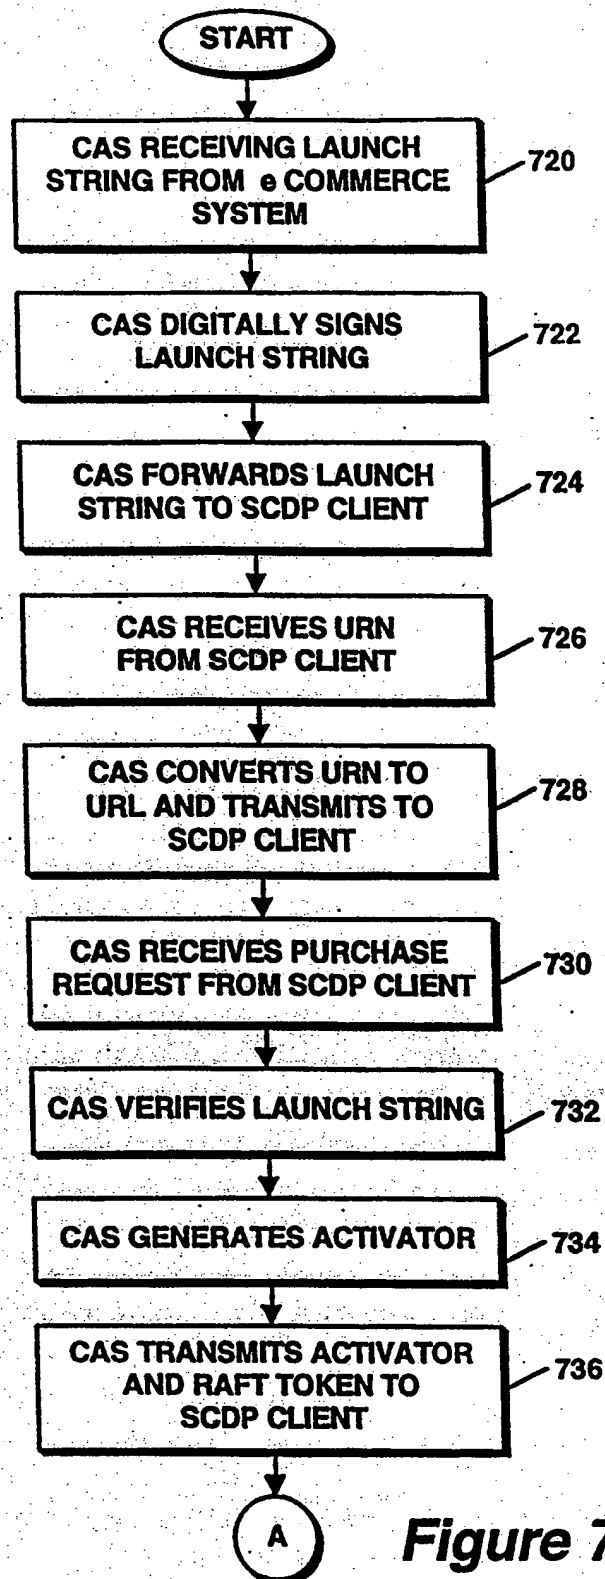 START
CAS RECEIVING LAUNCH
STRING FROM e COMMERCE
SYSTEM
720
CAS DIGITALLY SIGNS
LAUNCH STRING
722
CAS FORWARDS LAUNCH
STRING TO SCDP CLIENT
724
CAS RECEIVES URN
FROM SCDP CLIENT
726
CAS CONVERTS URN TO
URL AND TRANSMITS TO
SCDP CLIENT
728
CAS RECEIVES PURCHASE
REQUEST FROM SCDP CLIENT
730
CAS VERIFIES LAUNCH STRING
732
CAS GENERATES ACTIVATOR
734
CAS TRANSMITS ACTIVATOR
AND RAFT TOKEN TO
SCDP CLIENT
736
A
Figure 7